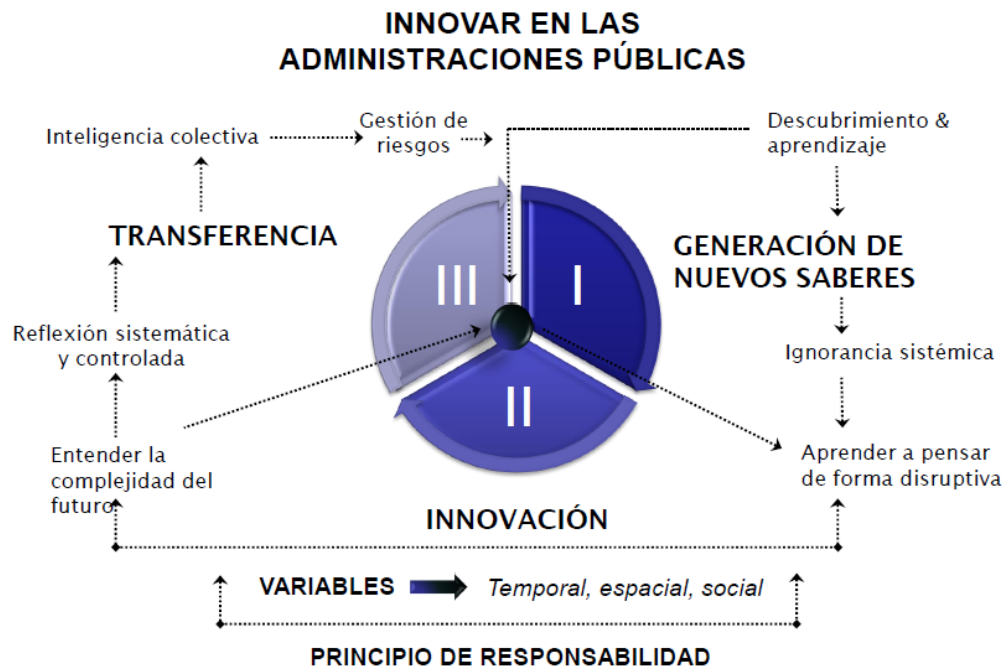 INNOVAR EN LAS
ADMINISTRACIONES PÚBLICAS
Inteligencia colectiva
Gestión de
riesgos
Descubrimiento &
aprendizaje
TRANSFERENCIA
GENERACIÓN DE
NUEVOS SABERES
III
I
II
Reflexión sistemática
y controlada
Ignorancia sistémica
Entender la
complejidad del
futuro
Aprender a pensar
de forma disruptiva
INNOVACIÓN
VARIABLES
Temporal, espacial, social
PRINCIPIO DE RESPONSABILIDAD